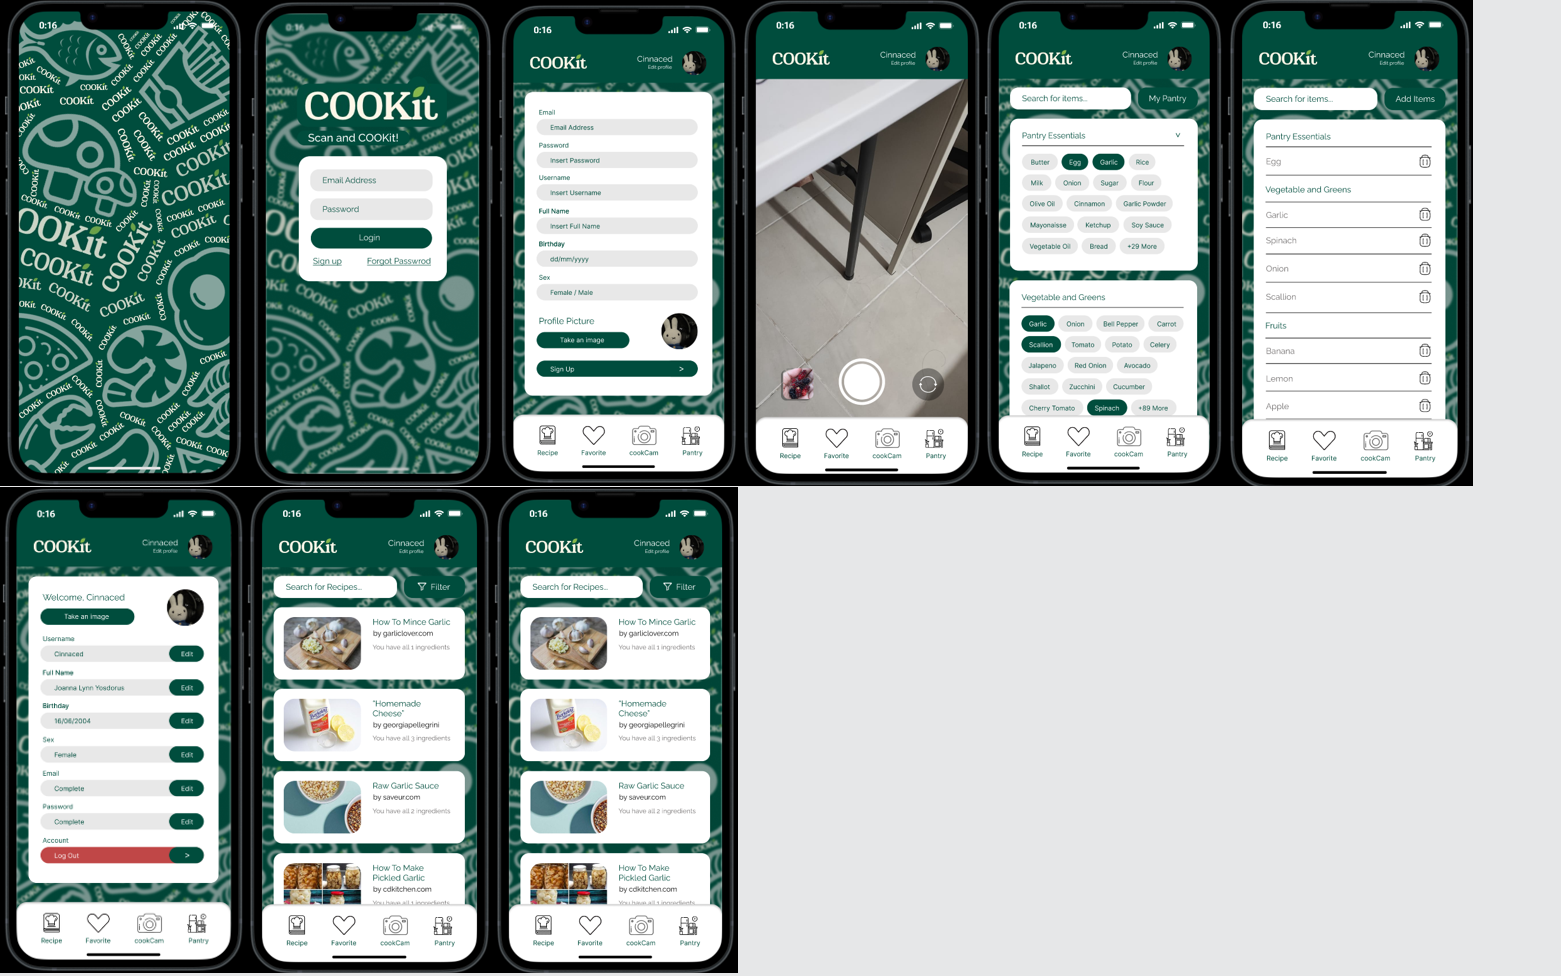 0:16
COOKit
COOKit
COOKit
COOKit
COOKit
COOKit
COOKit
COOKit
Scan and COOKit!
Email Address
Password
Login
Sign up
Forgot Passwrod
0:16
COOKit
Cinnaced
Edit profile
Email
Email Address
Password
Insert Password
Username
Insert Username
Full Name
Insert Full Name
Birthday
dd/mm/yyyy
Sex
Female / Male
Profile Picture
Take an image
Sign Up >
Recipe
Favorite
cookCam
Pantry
0:16
COOKit
Cinnaced
Edit profile
Recipe
Favorite
cookCam
Pantry
0:16
COOKit
Cinnaced
Edit profile
Search for items...
My Pantry
Pantry Essentials v
Butter Egg Garlic Rice
Milk Onion Sugar Flour
Olive Oil Cinnamon Garlic Powder
Mayonaisse Ketchup Soy Sauce
Vegetable Oil Bread +29 More
Vegetable and Greens
Garlic Onion Bell Pepper Carrot
Scallion Tomato Potato Celery
Jalapeno Red Onion Avocado
Shallot Zucchini Cucumber
Cherry Tomato Spinach +89 More
Recipe
Favorite
cookCam
Pantry
0:16
COOKit
Cinnaced
Edit profile
Search for items...
Add Items
Pantry Essentials
Egg
Vegetable and Greens
Garlic
Spinach
Onion
Scallion
Fruits
Banana
Lemon
Apple
Recipe
Favorite
cookCam
Pantry
0:16
COOKit
Cinnaced
Edit profile
Welcome, Cinnaced
Take an image
Username
Cinnaced Edit
Full Name
Joanna Lynn Yosdorus Edit
Birthday
16/06/2004 Edit
Sex
Female Edit
Email
Complete Edit
Password
Complete Edit
Account
Log Out >
Recipe
Favorite
cookCam
Pantry
0:16
COOKit
Cinnaced
Edit profile
Search for Recipes...
Filter
How To Mince Garlic
by garliclover.com
You have all 1 ingredients
"Homemade
Cheese"
by georgiapellegrini
You have all 3 ingredients
Raw Garlic Sauce
by saveur.com
You have all 2 ingredients
How To Make
Pickled Garlic
by cdkitchen.com
You have all 1 ingredients
Recipe
Favorite
cookCam
Pantry
0:16
COOKit
Cinnaced
Edit profile
Search for Recipes...
Filter
How To Mince Garlic
by garliclover.com
You have all 1 ingredients
"Homemade
Cheese"
by georgiapellegrini
You have all 3 ingredients
Raw Garlic Sauce
by saveur.com
You have all 2 ingredients
How To Make
Pickled Garlic
by cdkitchen.com
You have all 1 ingredients
Recipe
Favorite
cookCam
Pantry